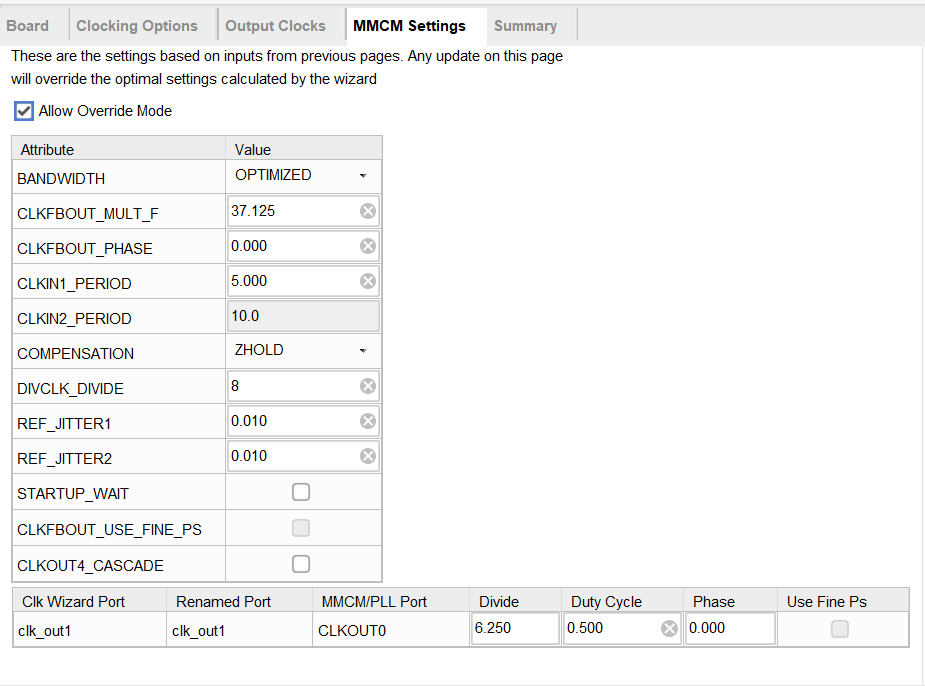 Board Clocking Options Output Clocks MMCM Settings Summary
These are the settings based on inputs from previous pages. Any update on this page
will override the optimal settings calculated by the wizard
Allow Override Mode
Attribute Value
BANDWIDTH OPTIMIZED
CLKFBOUT_MULT_F 37.125
CLKFBOUT_PHASE 0.000
CLKIN1_PERIOD 5.000
CLKIN2_PERIOD 10.0
COMPENSATION ZHOLD
DIVCLK_DIVIDE 8
REF_JITTER1 0.010
REF_JITTER2 0.010
STARTUP_WAIT
CLKFBOUT_USE_FINE_PS
CLKOUT4_CASCADE
Clk Wizard Port Renamed Port MMCM/PLL Port Divide Duty Cycle Phase Use Fine Ps
clk_out1 clk_out1 CLKOUT0 6.250 0.500 0.000